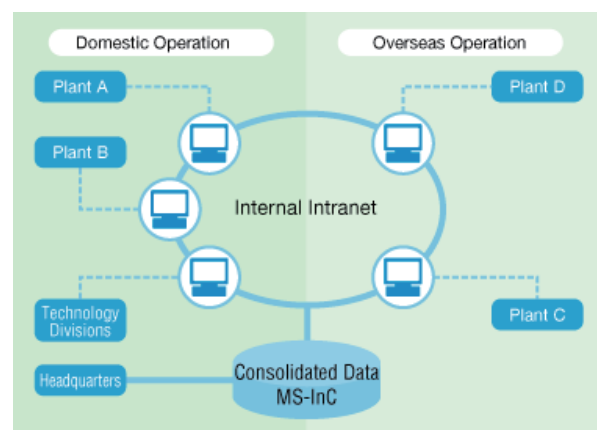 Domestic Operation
Overseas Operation
Plant A
Plant D
Plant B
Internal Intranet
Technology
Divisions
Plant C
Headquarters
Consolidated Data
MS-InC